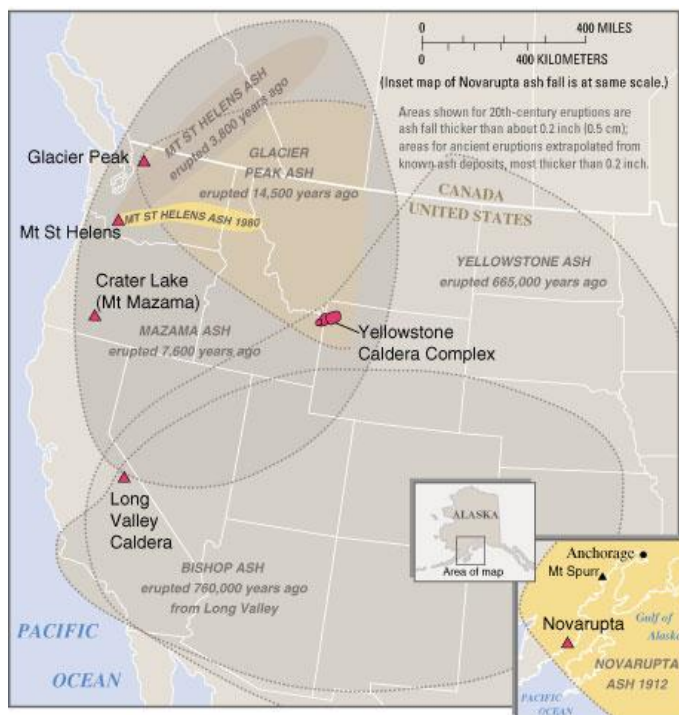 0 400 MILES
0 400 KILOMETERS
(Inset map of Novarupta ash fall is at same scale.)
Areas shown for 20th-century eruptions are
ash fall thicker than about 0.2 inch (0.5 cm);
areas for ancient eruptions extrapolated from
known ash deposits, most thicker than 0.2 inch.
MT ST HELENS ASH
erupted 3,800 years ago
Glacier Peak
GLACIER
PEAK ASH
erupted 14,500 years ago
CANADA
UNITED STATES
MT ST HELENS ASH 1980
Mt St Helens
YELLOWSTONE ASH
erupted 665,000 years ago
Crater Lake
(Mt Mazama)
MAZAMA ASH
erupted 7,600 years ago
Yellowstone
Caldera Complex
Long
Valley
Caldera
BISHOP ASH
erupted 760,000 years ago
from Long Valley
ALASKA
Area of map
Anchorage
Mt Spurr
Novarupta
Gulf of
Alaska
NOVARUPTA
ASH 1912
PACIFIC
OCEAN
PACIFIC
OCEAN